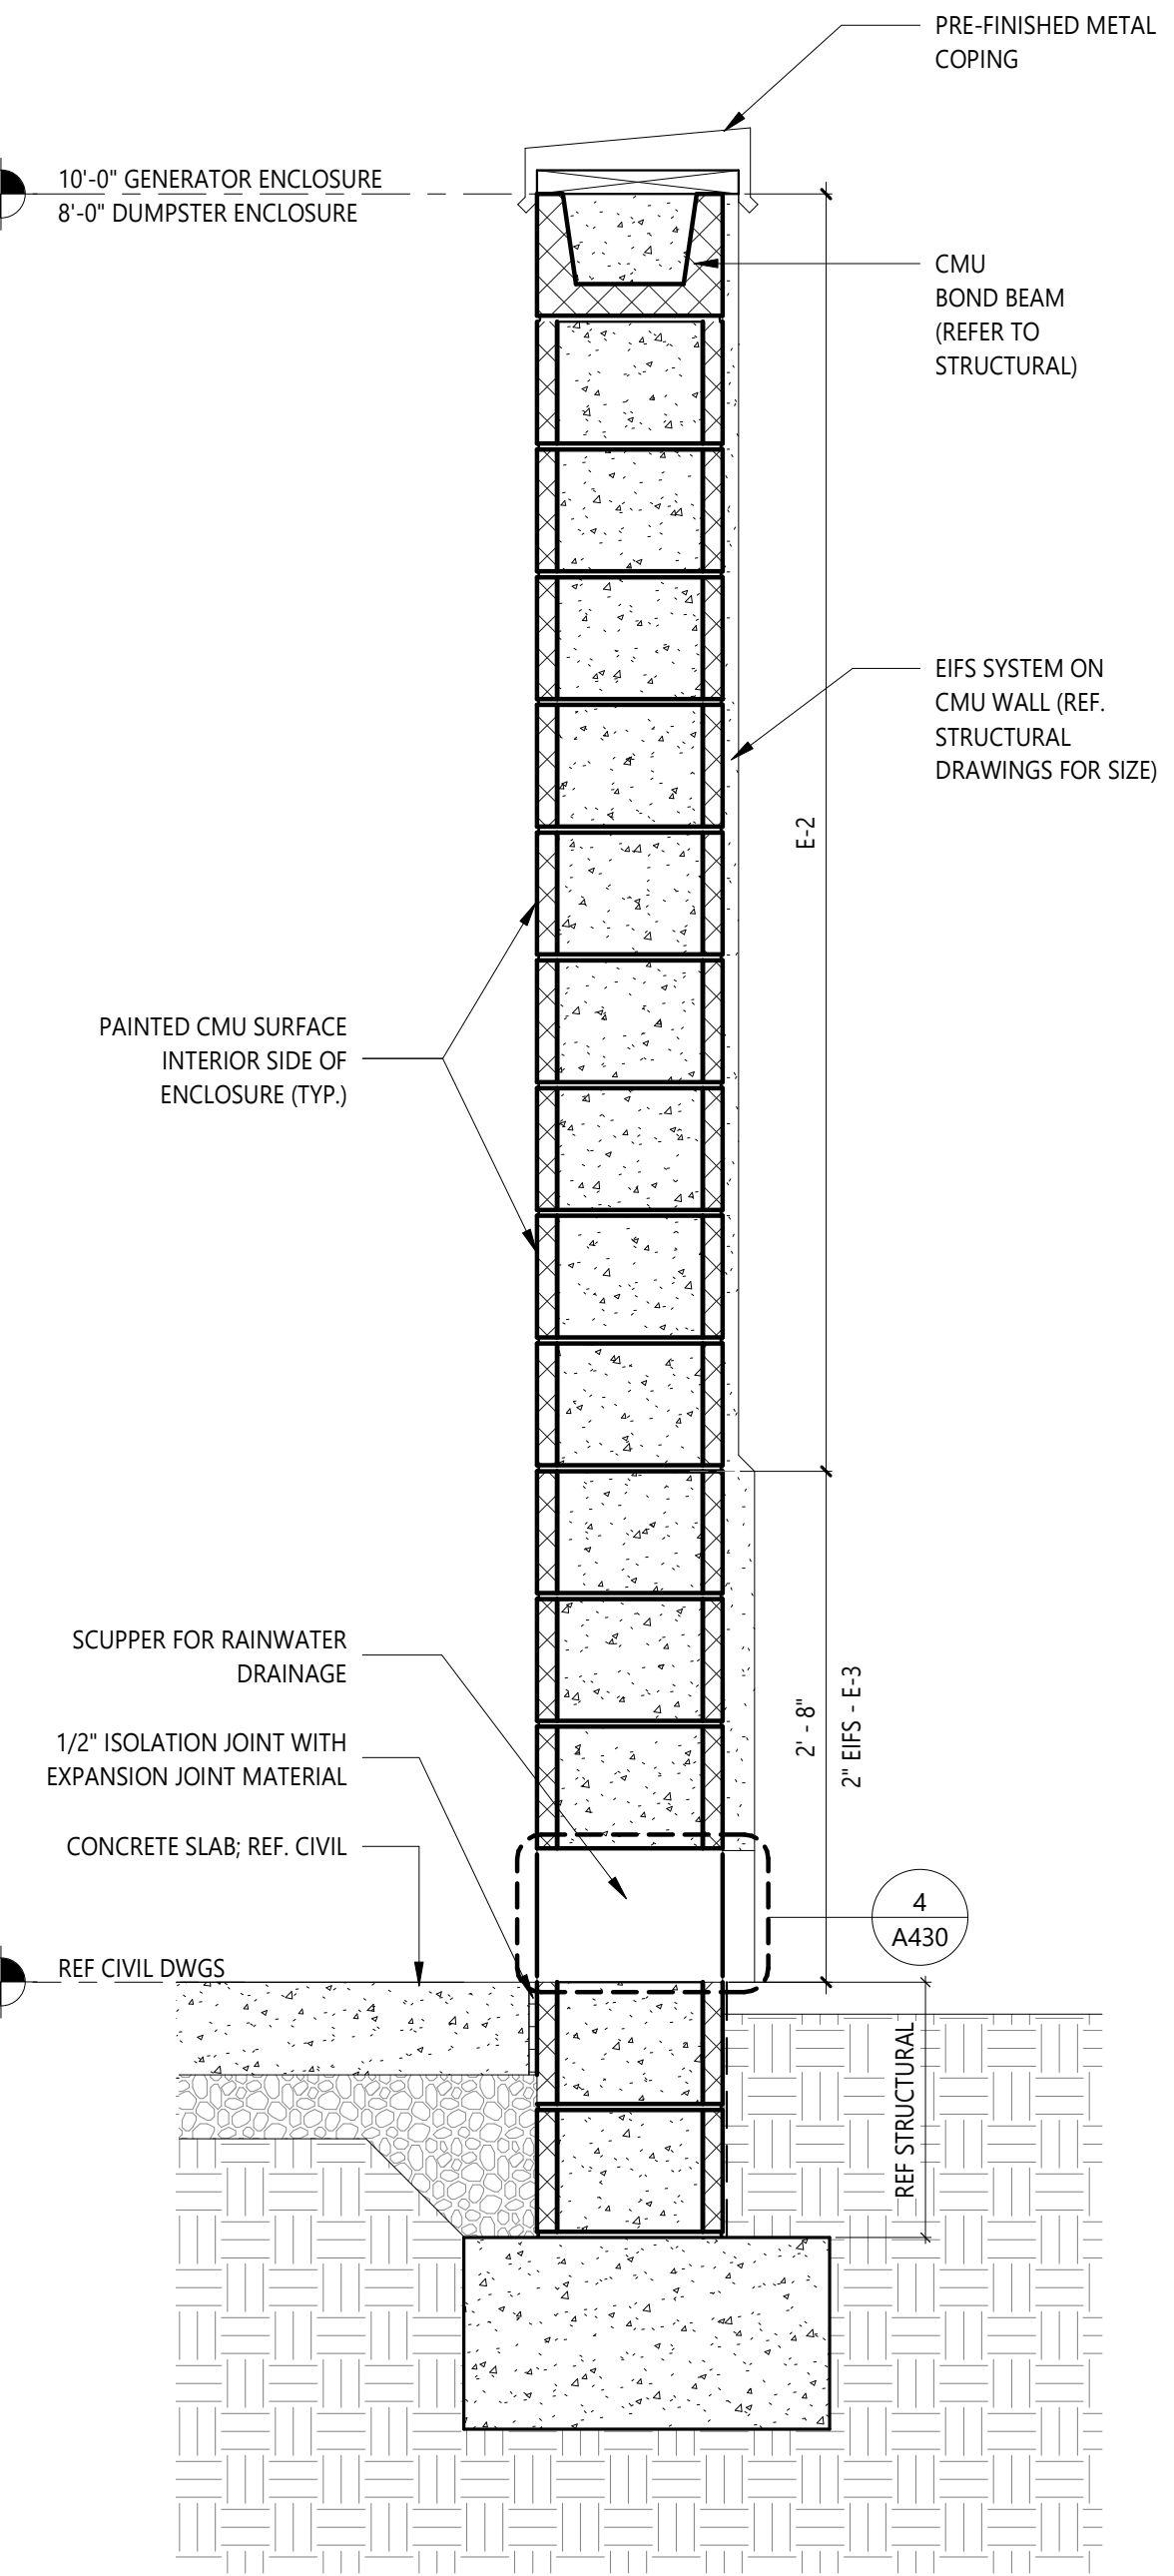 PRE-FINISHED METAL
COPING
10'-0" GENERATOR ENCLOSURE
8'-0" DUMPSTER ENCLOSURE
CMU
BOND BEAM
(REFER TO
STRUCTURAL)
EIFS SYSTEM ON
CMU WALL (REF.
STRUCTURAL
DRAWINGS FOR SIZE)
E-2
PAINTED CMU SURFACE
INTERIOR SIDE OF
ENCLOSURE (TYP.)
SCUPPER FOR RAINWATER
DRAINAGE
2' - 8"
2" EIFS - E-3
1/2" ISOLATION JOINT WITH
EXPANSION JOINT MATERIAL
CONCRETE SLAB; REF. CIVIL
4
A430
REF CIVIL DWGS
REF STRUCTURAL